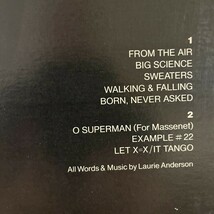 1
FROM THE AIR
BIG SCIENCE
SWEATERS
WALKING & FALLING
BORN, NEVER ASKED
2
O SUPERMAN (For Massenet)
EXAMPLE #22
LET X=X/IT TANGO
All Words & Music by Laurie Anderson